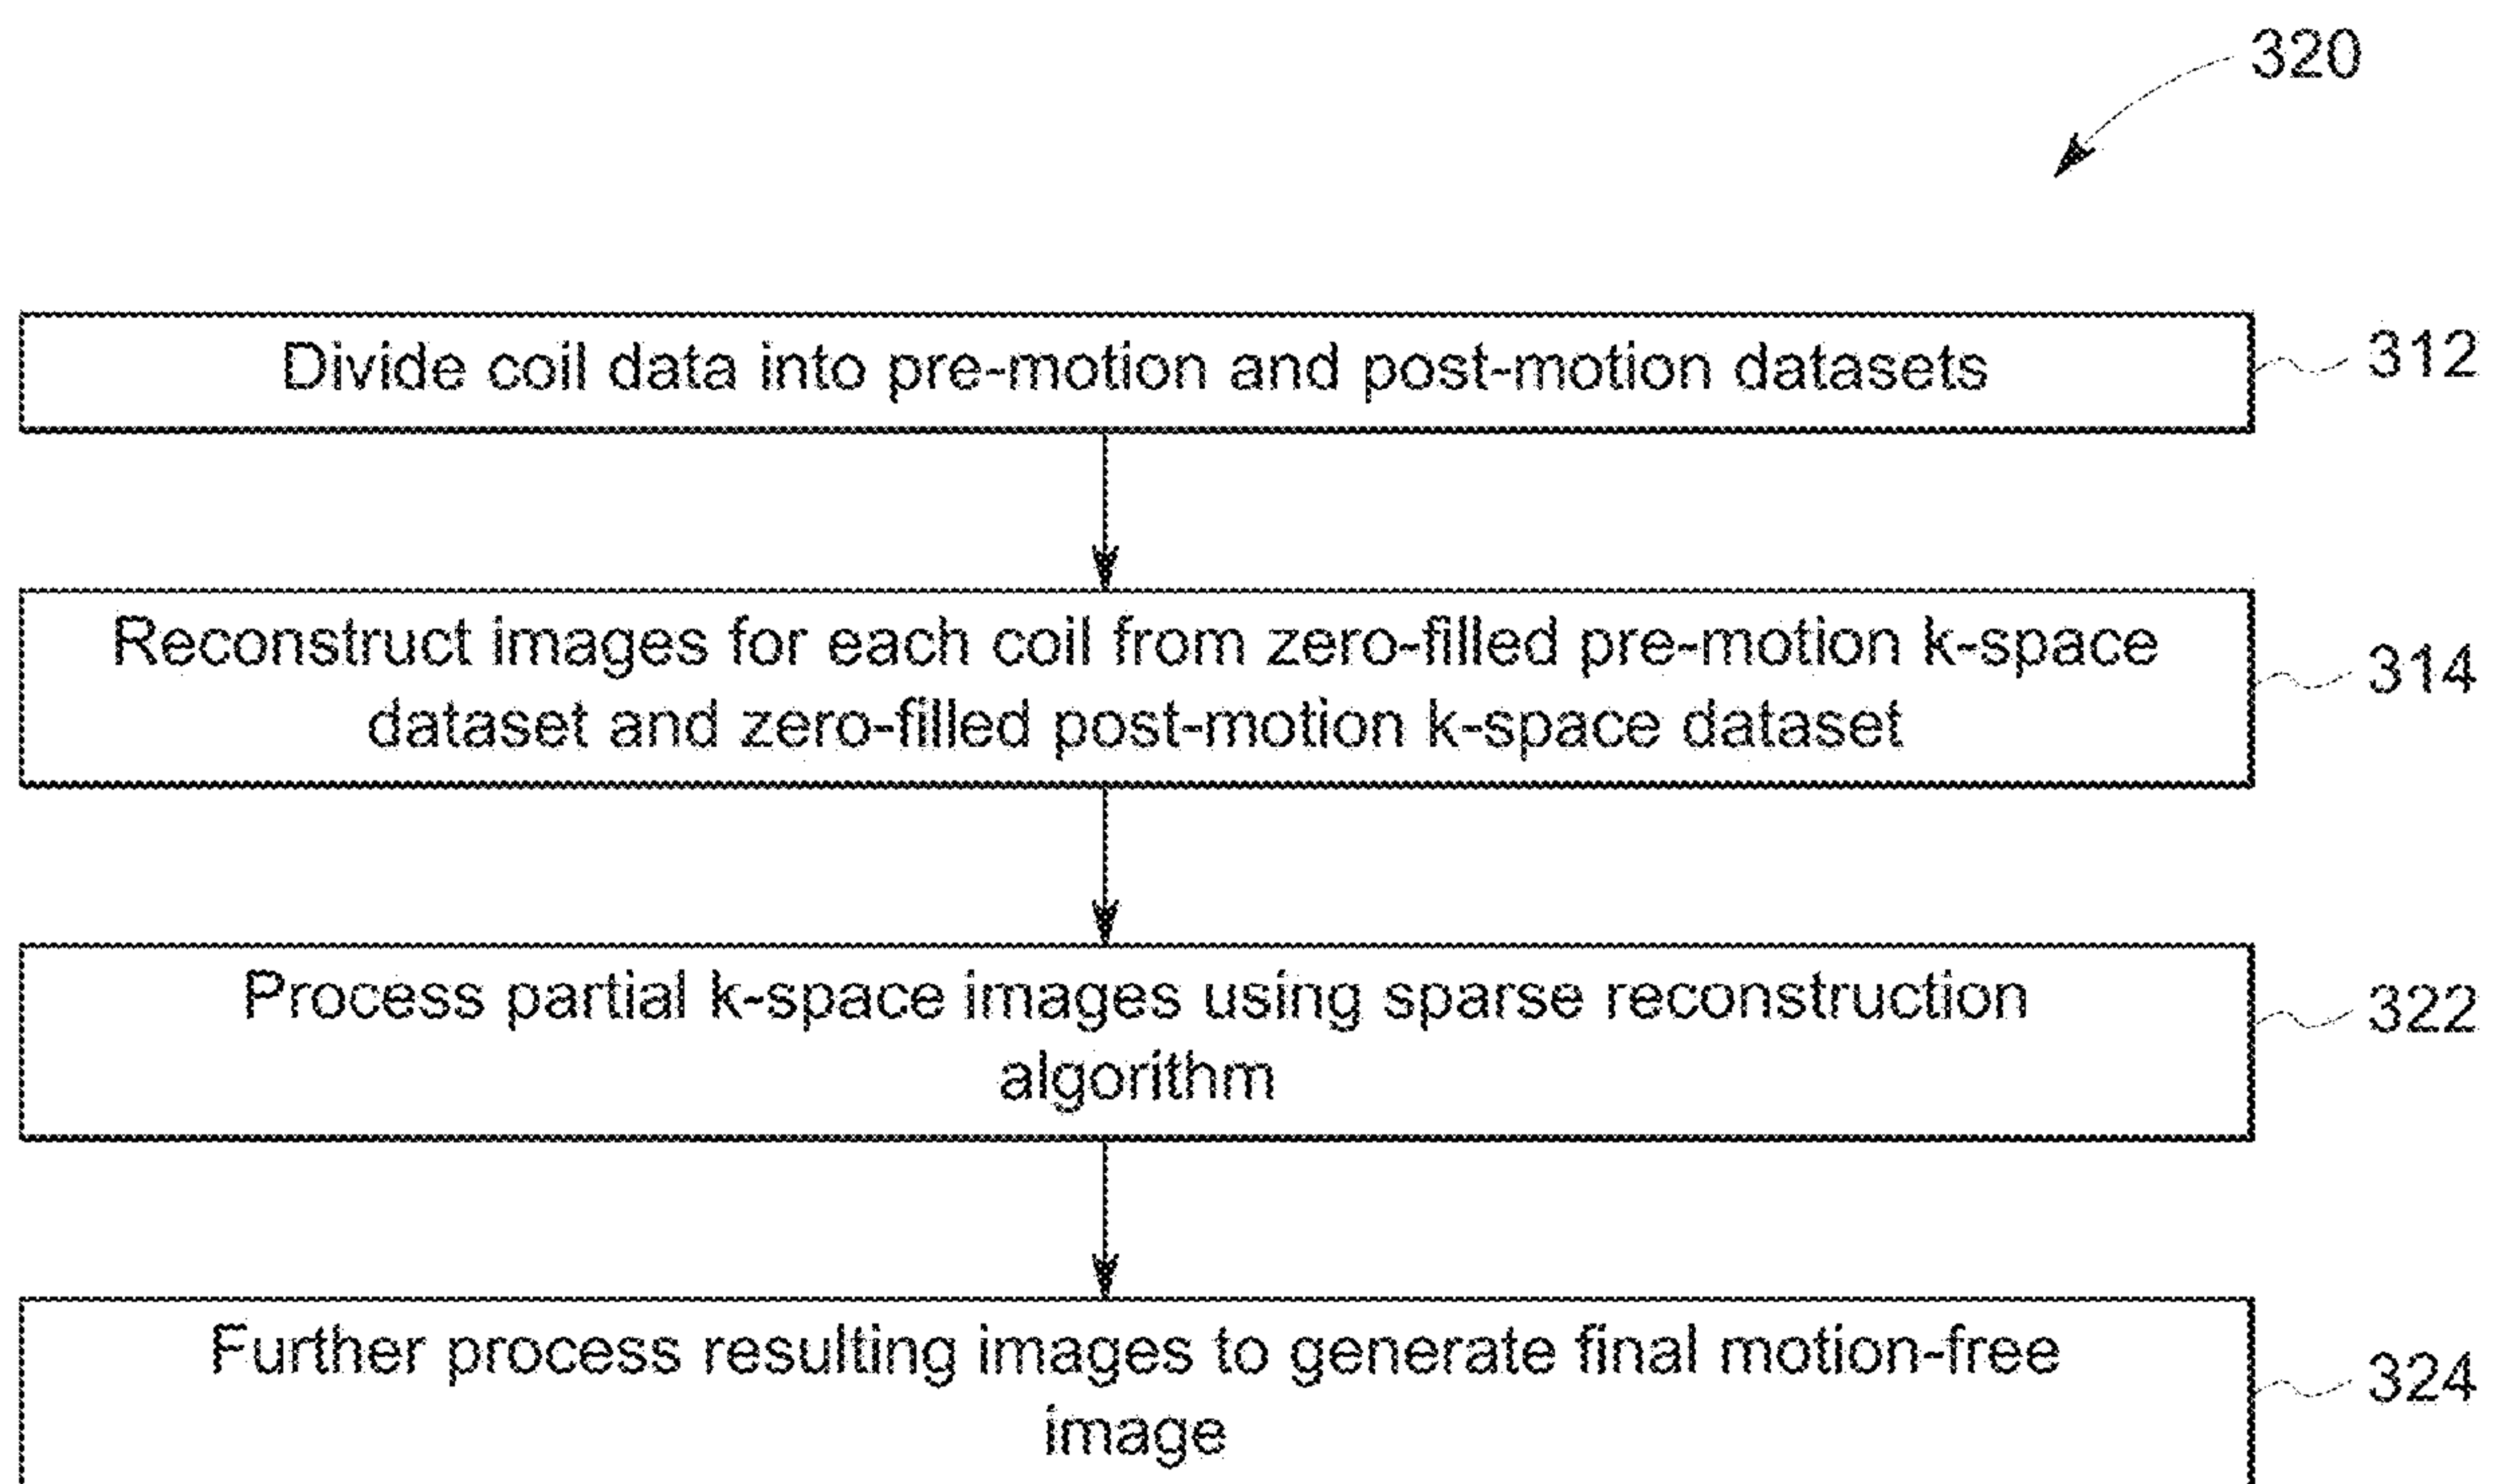 320
Divide coil data into pre-motion and post-motion datasets
312
Reconstruct images for each coil from zero-filled pre-motion k-space
dataset and zero-filled post-motion k-space dataset
314
Process partial k-space images using sparse reconstruction
algorithm
322
Further process resulting images to generate final motion-free
image
324